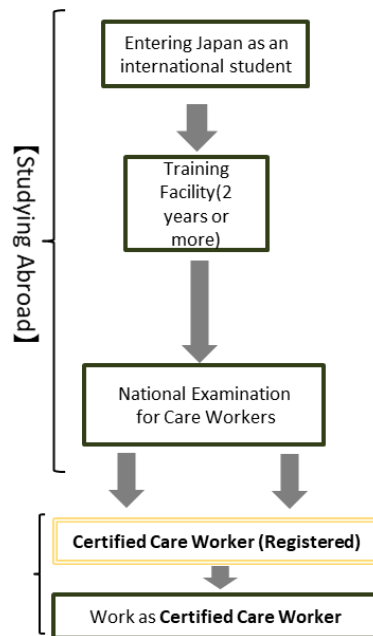 Entering Japan as an
international student
【Studying Abroad】
Training
Facility(2
years or
more)
National Examination
for Care Workers
Certified Care Worker (Registered)
Work as Certified Care Worker